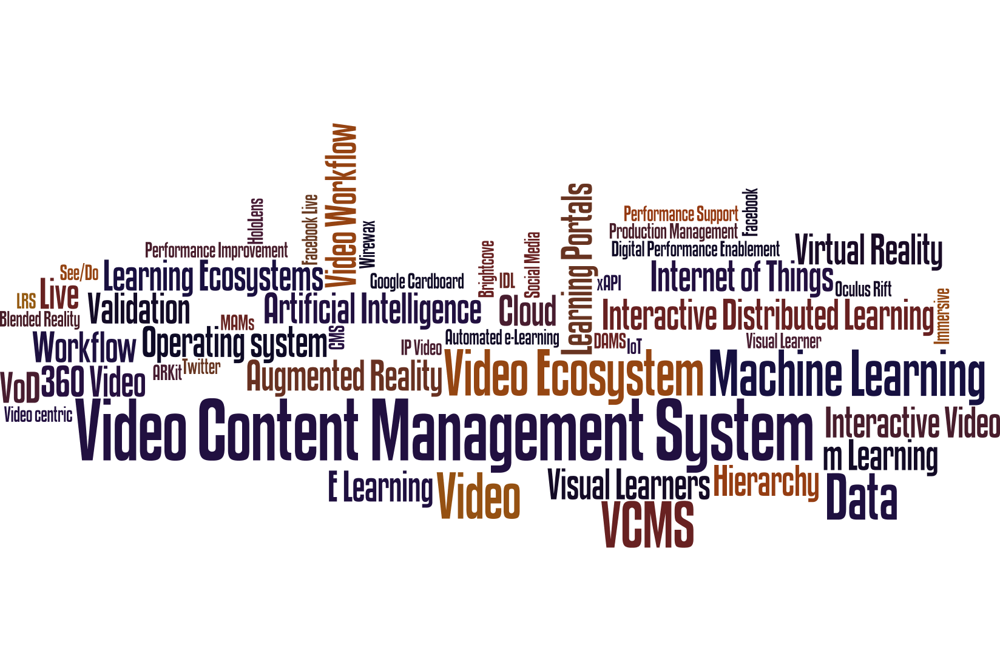 Video Workflow
HoloLens
Facebook Live
Wirewax
Learning Portals
Facebook
Performance Support
Production Management
Digital Performance Enablement
Virtual Reality
Performance Improvement
Brightcove
Social Media
See/Do
Learning Ecosystems
Google Cardboard
IDL
xAPI
Internet of Things
Oculus Rift
LRS
Live
Validation
Artificial Intelligence
Cloud
Interactive Distributed Learning
Immersive
Blended Reality
MAMs
Workflow
Operating system
CMS
IP Video
Automated e-Learning
DAMS
IoT
Visual Learner
VoD
360 Video
ARKit
Twitter
Augmented Reality
Video Ecosystem
Machine Learning
Video centric
Video Content Management System
Interactive Video
m Learning
E Learning
Video
Visual Learners
Hierarchy
Data
VCMS